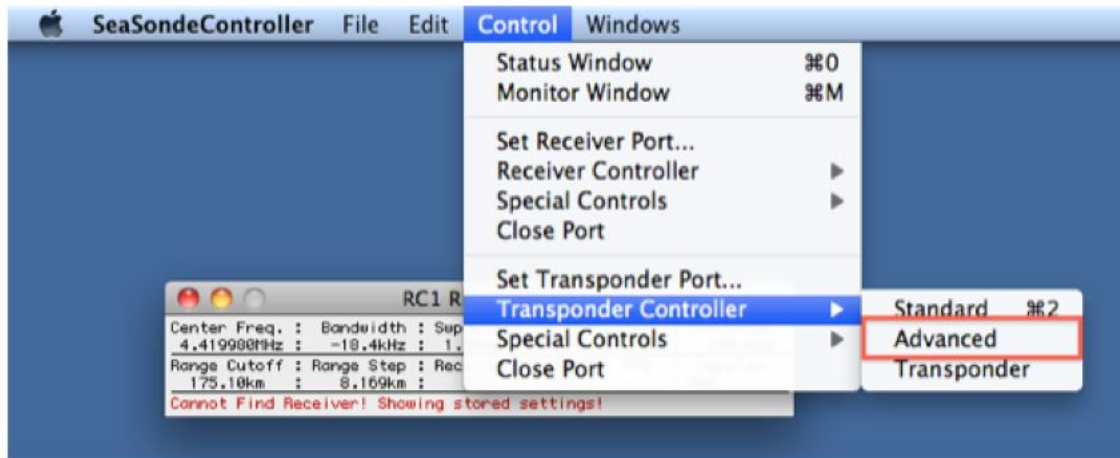 SeaSondeController File Edit Control Windows
Status Window ⌘0
Monitor Window ⌘M
Set Receiver Port...
Receiver Controller
Special Controls
Close Port
Set Transponder Port...
Transponder Controller
Special Controls
Close Port
Standard ⌘2
Advanced
Transponder
RC1 R
Center Freq. : Bandwidth : Swp
4.419980MHz : -18.4kHz : 1.
Range Cutoff : Range Step : Rec
175.10km : 8.169km :
Cannot Find Receiver! Showing stored settings!